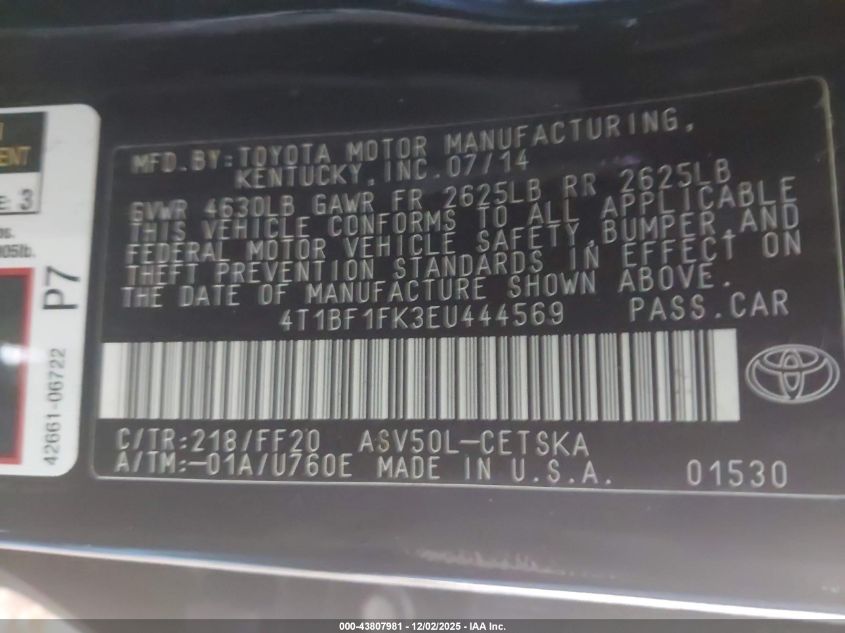 MFD.BY:TOYOTA MOTOR MANUFACTURING,
KENTUCKY,INC.07/14
GVWR 4630LB GAWR FR 2625LB RR 2625LB
THIS VEHICLE CONFORMS TO ALL APPLICABLE
FEDERAL MOTOR VEHICLE SAFETY,BUMPER,AND
THEFT PREVENTION STANDARDS IN EFFECT ON
THE DATE OF MANUFACTURE SHOWN ABOVE.
4T1BF1FK3EU444569 PASS.CAR
C/TR:218/FF20 ASV50L-CETSKA
A/TM:-01A/U760E MADE IN U.S.A. 01530
3
P7
42661-06722
000-43807981 - 12/02/2025 - IAA Inc.